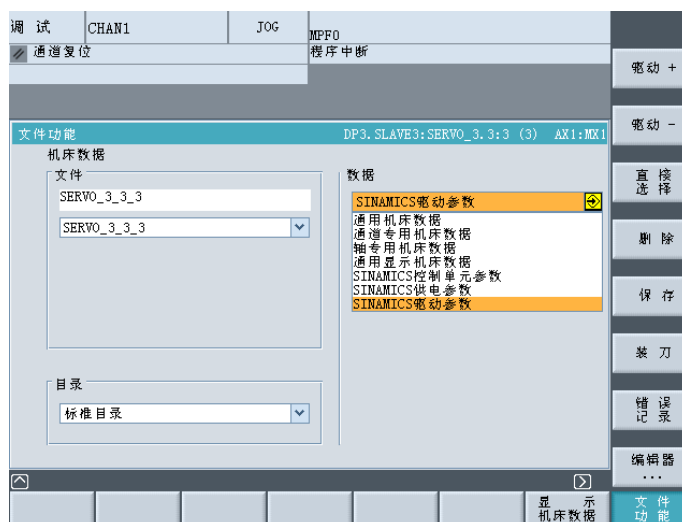 调 试
CHAN1
JOG
MPF0
通道复位
程序中断
文件功能
DP3.SLAVE3:SERVO_3.3:3 (3) AX1:MX1
机床数据
文件
SERVO_3_3_3
SERVO_3_3_3
目录
标准目录
数据
SINAMICS驱动参数
通用机床数据
通道专用机床数据
轴专用机床数据
通用显示机床数据
SINAMICS控制单元参数
SINAMICS供电参数
SINAMICS驱动参数
驱动 +
驱动 -
直 接
选 择
删 除
保 存
装 刀
错 误
记 录
编辑器
...
显 示
机床数据
文 件
功 能